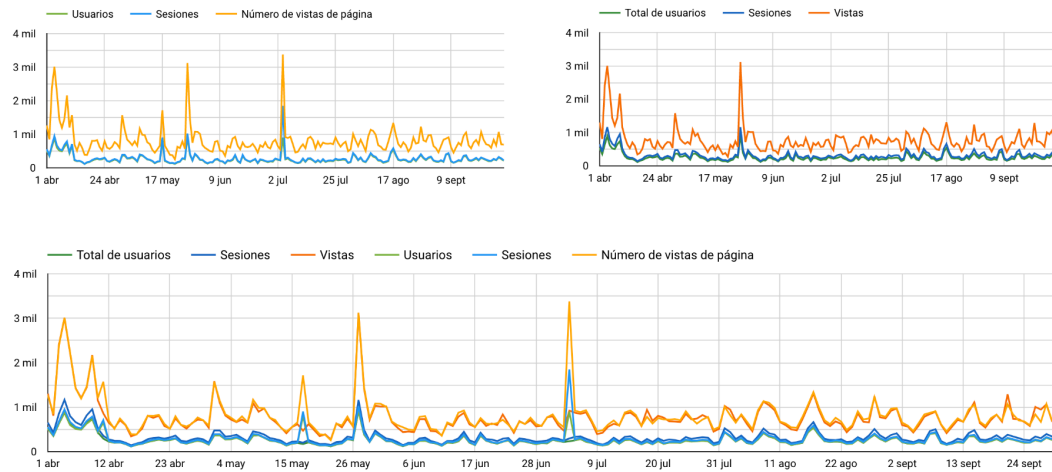 Usuarios Sesiones Número de vistas de página
4 mil
3 mil
2 mil
1 mil
0
1 abr 24 abr 17 may 9 jun 2 jul 25 jul 17 ago 9 sept
Total de usuarios Sesiones Vistas
4 mil
3 mil
2 mil
1 mil
0
1 abr 24 abr 17 may 9 jun 2 jul 25 jul 17 ago 9 sept
Total de usuarios Sesiones Vistas Usuarios Sesiones Número de vistas de página
4 mil
3 mil
2 mil
1 mil
0
1 abr 12 abr 23 abr 4 may 15 may 26 may 6 jun 17 jun 28 jun 9 jul 20 jul 31 jul 11 ago 22 ago 2 sept 13 sept 24 sept